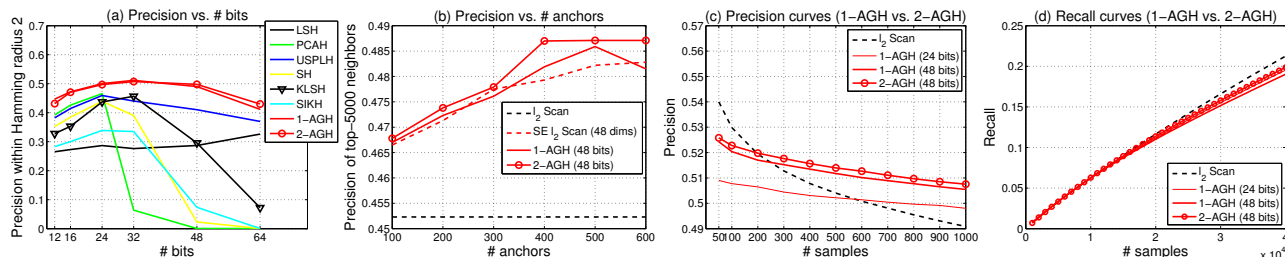 (a) Precision vs. # bits
Precision within Hamming radius 2
0.7
0.6
0.5
0.4
0.3
0.2
0.1
0
12 16 24 32 48 64
# bits
LSH
PCAH
USPLH
SH
KLSH
SIKH
1−AGH
2−AGH
(b) Precision vs. # anchors
Precision of top−5000 neighbors
0.49
0.485
0.48
0.475
0.47
0.465
0.46
0.455
0.45
100 200 300 400 500 600
# anchors
l2 Scan
SE l2 Scan (48 dims)
1−AGH (48 bits)
2−AGH (48 bits)
(c) Precision curves (1−AGH vs. 2−AGH)
Precision
0.56
0.55
0.54
0.53
0.52
0.51
0.5
0.49
50 100 200 300 400 500 600 700 800 900 1000
# samples
l2 Scan
1−AGH (24 bits)
1−AGH (48 bits)
2−AGH (48 bits)
(d) Recall curves (1−AGH vs. 2−AGH)
Recall
0.25
0.2
0.15
0.1
0.05
0
0 1 2 3 4
x 10^4
# samples
l2 Scan
1−AGH (24 bits)
1−AGH (48 bits)
2−AGH (48 bits)